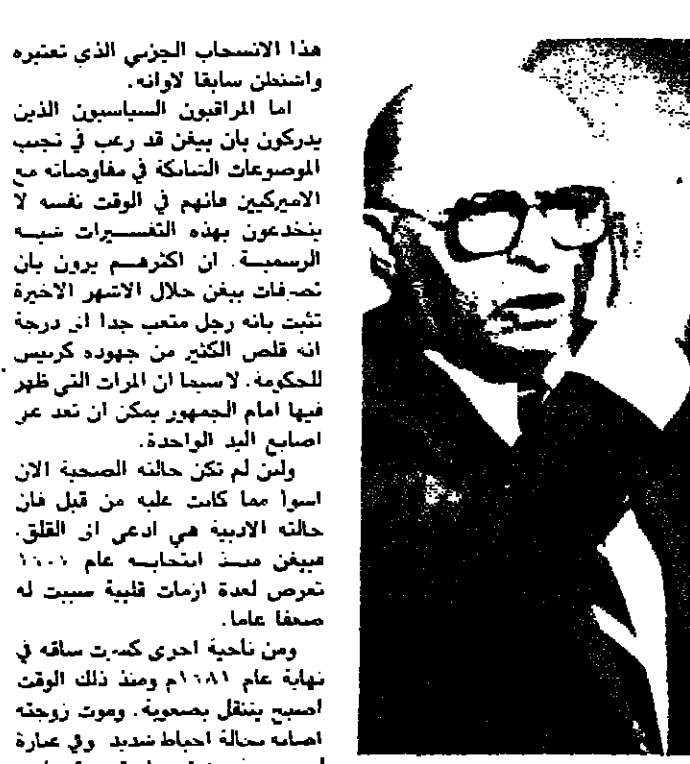 هذا الانسحاب الجزئي الذي تعتبره
واشنطن سابقا لاوانه.
اما المراقبون السياسيون الذين
يدركون بان بيغن قد رغب في تجنب
الموضوعات الشائكة في مفاوضاته مع
الاميركيين فانهم في الوقت نفسه لا
ينخدعون بهذه التفسيرات شبه
الرسمية. ان اكثرهم يرون بان
تصرفات بيغن خلال الاشهر الاخيرة
تثبت بانه رجل متعب جدا الى درجة
انه قلص الكثير من جهوده كرئيس
للحكومة. لاسيما ان المرات التي ظهر
فيها امام الجمهور يمكن ان تعد على
اصابع اليد الواحدة.
ولئن لم تكن حالته الصحية الان
اسوأ مما كانت عليه من قبل فان
حالته الادبية هي ادعى الى القلق.
فبيغن منذ انتخابه عام
تعرض لعدة ازمات قلبية سببت له
ضعفا عاما.
ومن ناحية اخرى كسرت ساقه في
نهاية عام ١٩٨١م ومنذ ذلك الوقت
اصبح يتنقل بصعوبة. وموت زوجته
اصابه بحالة احباط شديد وفي عبارة